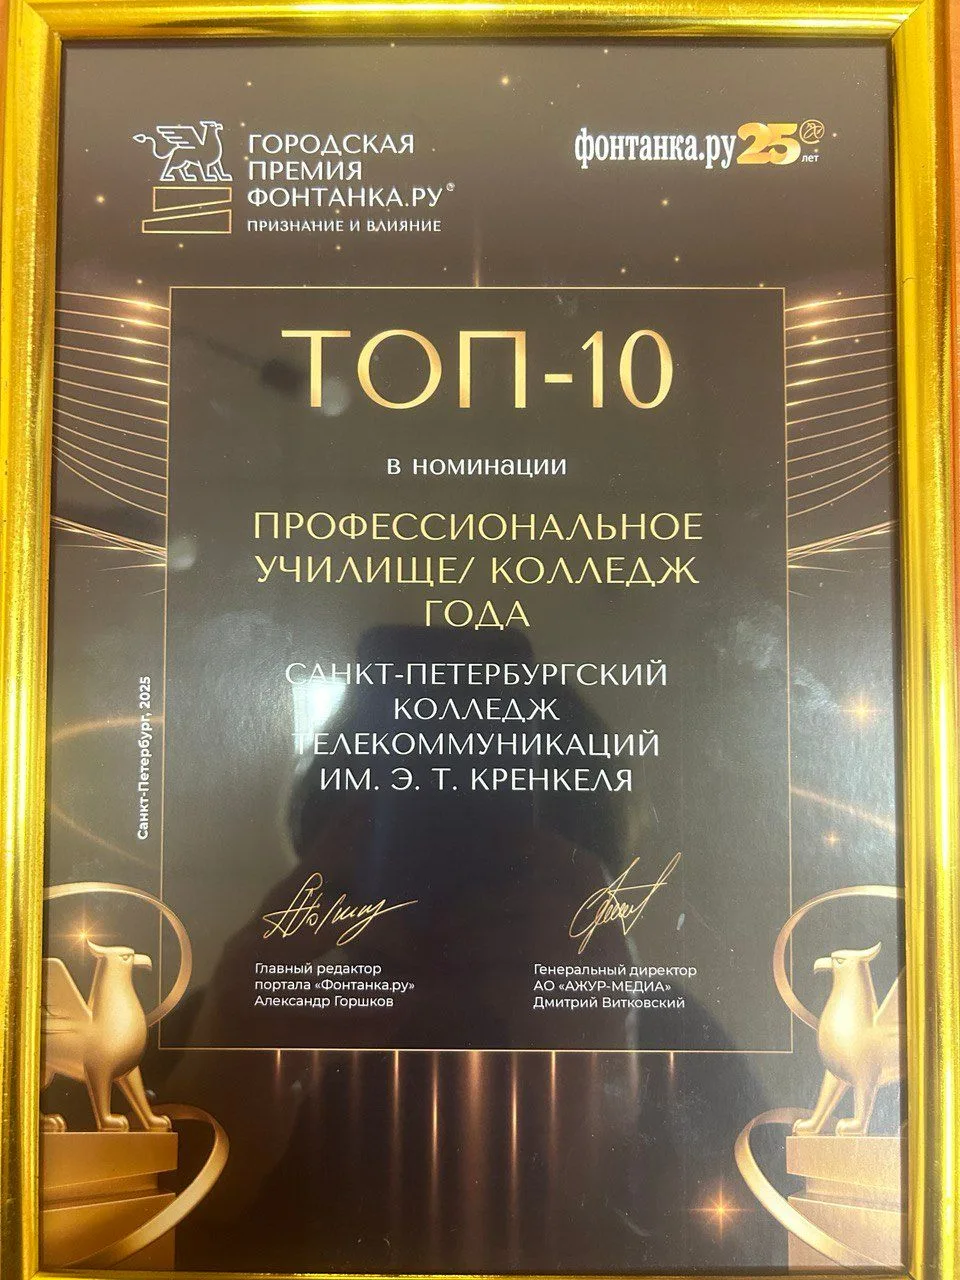 ГОРОДСКАЯ
ПРЕМИЯ
ФОНТАНКА.РУ®
ПРИЗНАНИЕ И ВЛИЯНИЕ
фонтанка.ру 25 лет
ТОП-10
в номинации
ПРОФЕССИОНАЛЬНОЕ
УЧИЛИЩЕ/ КОЛЛЕДЖ
ГОДА
САНКТ-ПЕТЕРБУРГСКИЙ
КОЛЛЕДЖ
ТЕЛЕКОММУНИКАЦИЙ
ИМ. Э. Т. КРЕНКЕЛЯ
Санкт-Петербург, 2025
Главный редактор
портала «Фонтанка.ру»
Александр Горшков
Генеральный директор
АО «АЖУР-МЕДИА»
Дмитрий Витковский